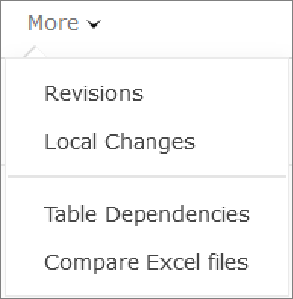 More
Revisions
Local Changes
Table Dependencies
Compare Excel files